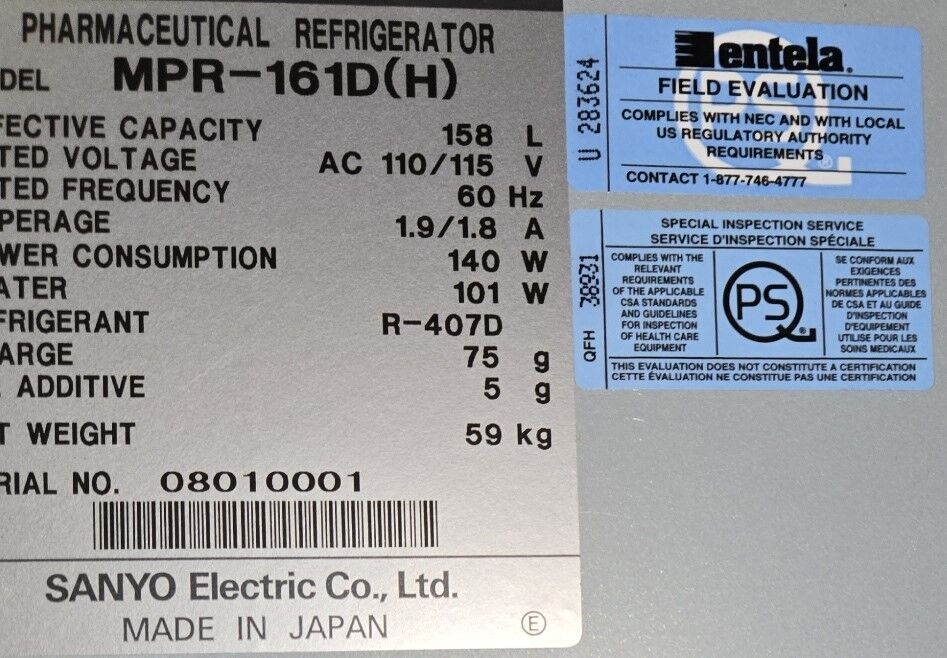 PHARMACEUTICAL REFRIGERATOR
DEL MPR-161D(H)
FECTIVE CAPACITY 158 L
TED VOLTAGE AC 110/115 V
TED FREQUENCY 60 Hz
PERAGE 1.9/1.8 A
WER CONSUMPTION 140 W
ATER 101 W
FRIGERANT R-407D
ARGE 75 g
ADDITIVE 5 g
T WEIGHT 59 kg
RIAL NO. 08010001
SANYO Electric Co., Ltd.
MADE IN JAPAN E
U 283624
entela.
FIELD EVALUATION
COMPLIES WITH NEC AND WITH LOCAL
US REGULATORY AUTHORITY
REQUIREMENTS
CONTACT 1-877-746-4777
PS
QFH 38931
SPECIAL INSPECTION SERVICE
SERVICE D'INSPECTION SPÉCIALE
COMPLIES WITH THE
RELEVANT
REQUIREMENTS
OF THE APPLICABLE
CSA STANDARDS
AND GUIDELINES
FOR INSPECTION
OF HEALTH CARE
EQUIPMENT
PS
SE CONFORM AUX
EXIGENCES
PERTINENTES DES
NORMES APPLICABLES
DE CSA ET AU GUIDE
D'INSPECTION
D'EQUIPEMENT
UTILISE POUR LES
SOINS MEDICAUX
THIS EVALUATION DOES NOT CONSTITUTE A CERTIFICATION
CETTE ÉVALUATION NE CONSTITUE PAS UNE CERTIFICATION